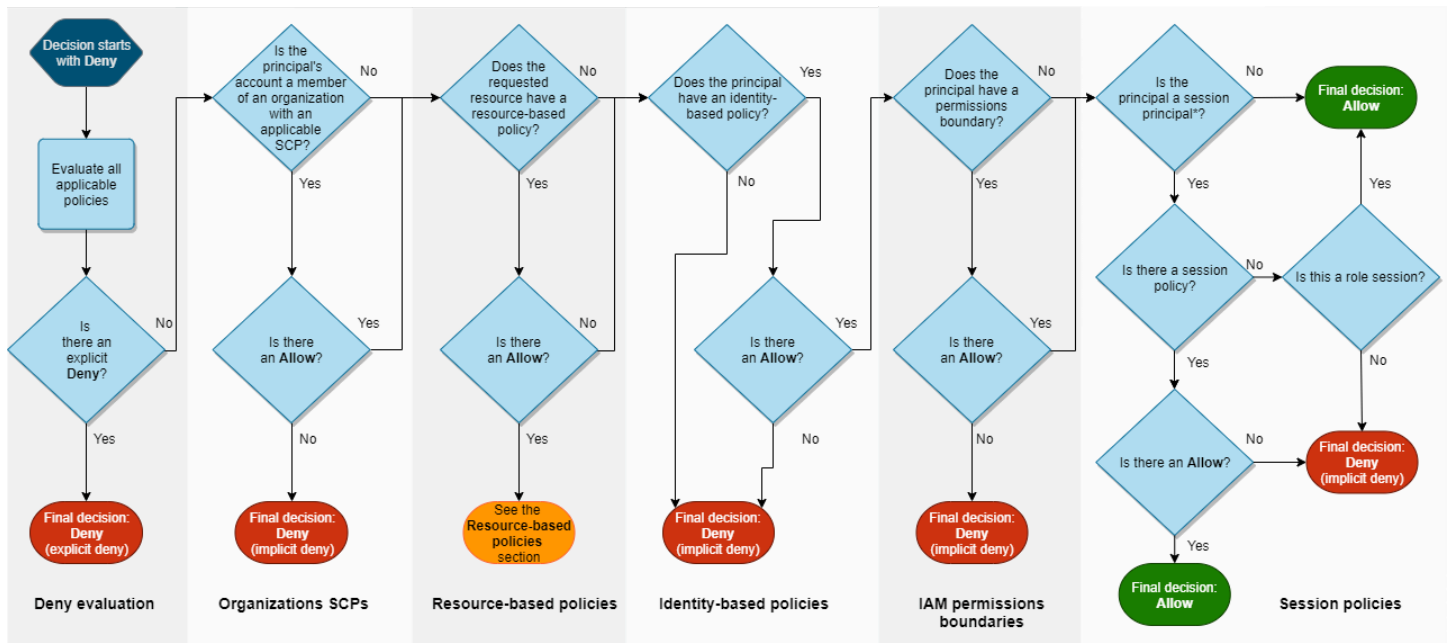 Decision starts
with Deny
Evaluate all
applicable
policies
Is
there an
explicit
Deny?
No
Yes
Final decision:
Deny
(explicit deny)
Deny evaluation
Is the
principal's
account a member
of an organization
with an
applicable
SCP?
No
Yes
Is there
an Allow?
Yes
No
Final decision:
Deny
(implicit deny)
Organizations SCPs
Does the
requested
resource have a
resource-based
policy?
No
Yes
Is there
an Allow?
No
Yes
See the
Resource-based
policies
section
Resource-based policies
Does the principal
have an identity-
based policy?
Yes
No
Is there
an Allow?
Yes
No
Final decision:
Deny
(implicit deny)
Identity-based policies
Does the
principal have a
permissions
boundary?
No
Yes
Is there
an Allow?
Yes
No
Final decision:
Deny
(implicit deny)
IAM permissions
boundaries
Is the
principal a session
principal*?
No
Final decision:
Allow
Yes
Yes
Is there a session
policy?
No
Is this a role session?
Yes
No
Is there an Allow?
No
Final decision:
Deny
(implicit deny)
Yes
Final decision:
Allow
Session policies